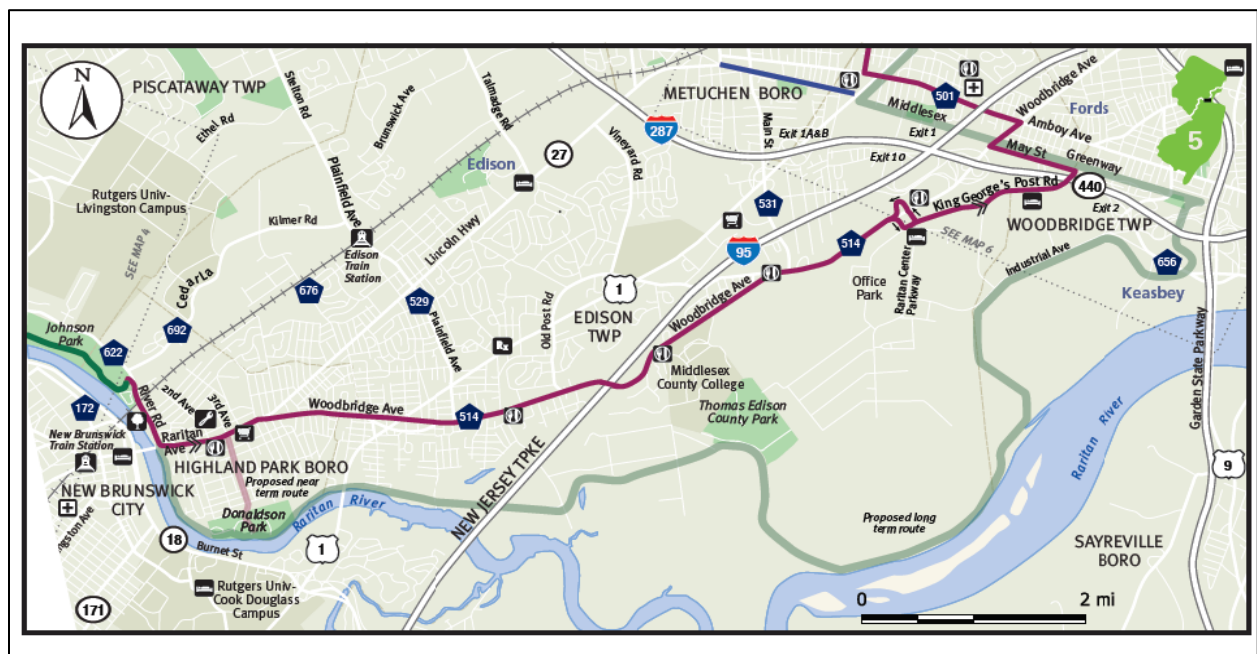 N
PISCATAWAY TWP
Ethel Rd
Stelton Rd
Brunswick Ave
Talmadge Rd
27
Vineyard Rd
METUCHEN BORO
287
Main St
Exit 1A&B
Exit 10
Exit 1
Middlesex
501
Woodbridge Ave
Amboy Ave
Fords
May St
Greenway
5
440
Exit 2
Edison
Plainfield Ave
Rutgers Univ-
Livingston Campus
Kilmer Rd
SEE MAP 4
Edison
Train
Station
Lincoln Hwy
531
95
King George's Post Rd
WOODBRIDGE TWP
SEE MAP 6
514
Office
Park
Raritan Center
Parkway
Industrial Ave
656
Keasbey
Cedarla
676
529
Plainfield Ave
Old Post Rd
1
EDISON
TWP
Woodbridge Ave
Johnson
Park
692
622
172
River Rd
2nd Ave
3rd Ave
Rx
Woodbridge Ave
514
Middlesex
County College
Thomas Edison
County Park
Garden State Parkway
New Brunswick
Train Station
Raritan
Ave
HIGHLAND PARK BORO
Proposed near
term route
NEW BRUNSWICK
CITY
Donaldson
Park
Raritan River
NEW JERSEY TPKE
Raritan River
9
ngston Ave
18
Burnet St
1
Proposed long
term route
SAYREVILLE
BORO
Rutgers Univ-
Cook Douglass
Campus
171
0
2 mi